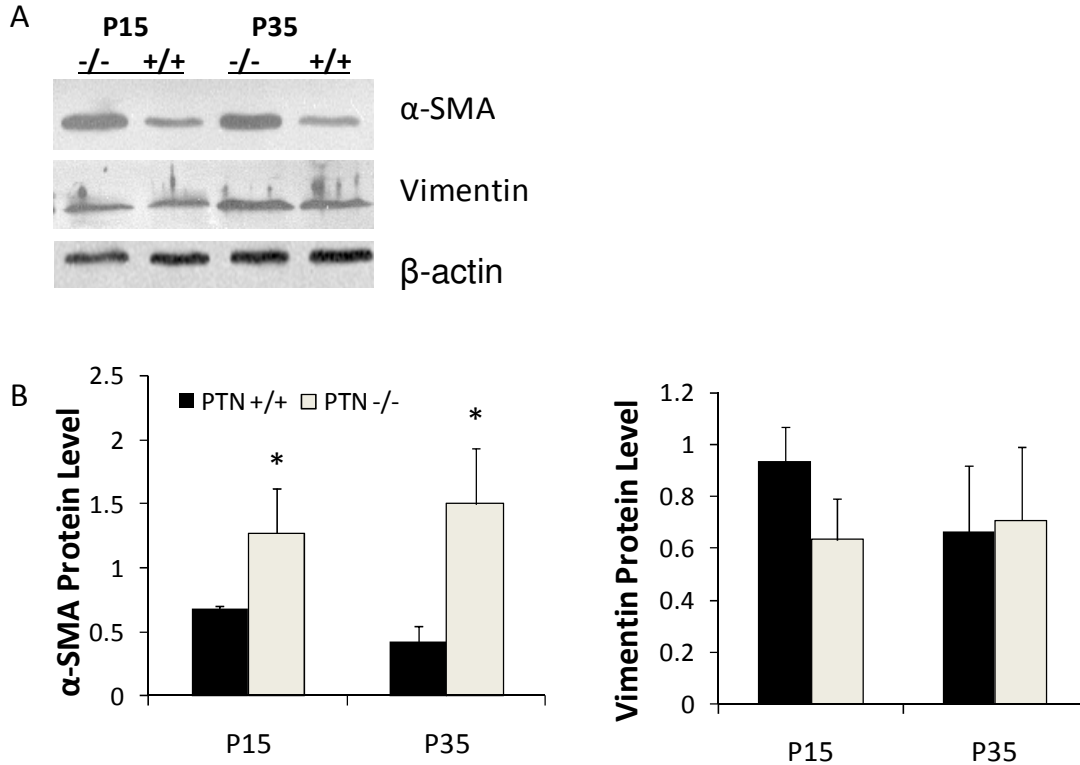 A
P15 P35
-/- +/+ -/- +/+
α-SMA
Vimentin
β-actin
B
α-SMA Protein Level
2.5
2
1.5
1
0.5
0
PTN +/+ PTN -/-
*
*
P15 P35
Vimentin Protein Level
1.2
1
0.8
0.6
0.4
0.2
0
P15 P35